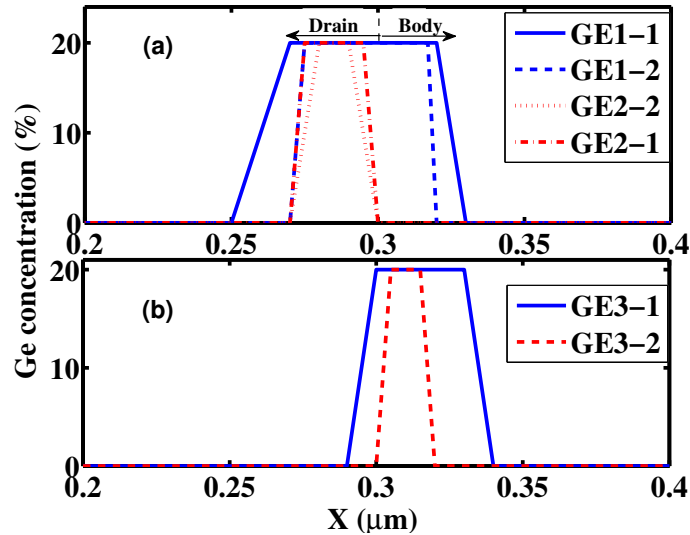 (a)
Drain
Body
GE1-1
GE1-2
GE2-2
GE2-1
20
10
0
0.2
0.25
0.3
0.35
0.4
Ge concentration (%)
(b)
GE3-1
GE3-2
20
10
0
0.2
0.25
0.3
0.35
0.4
X (μm)